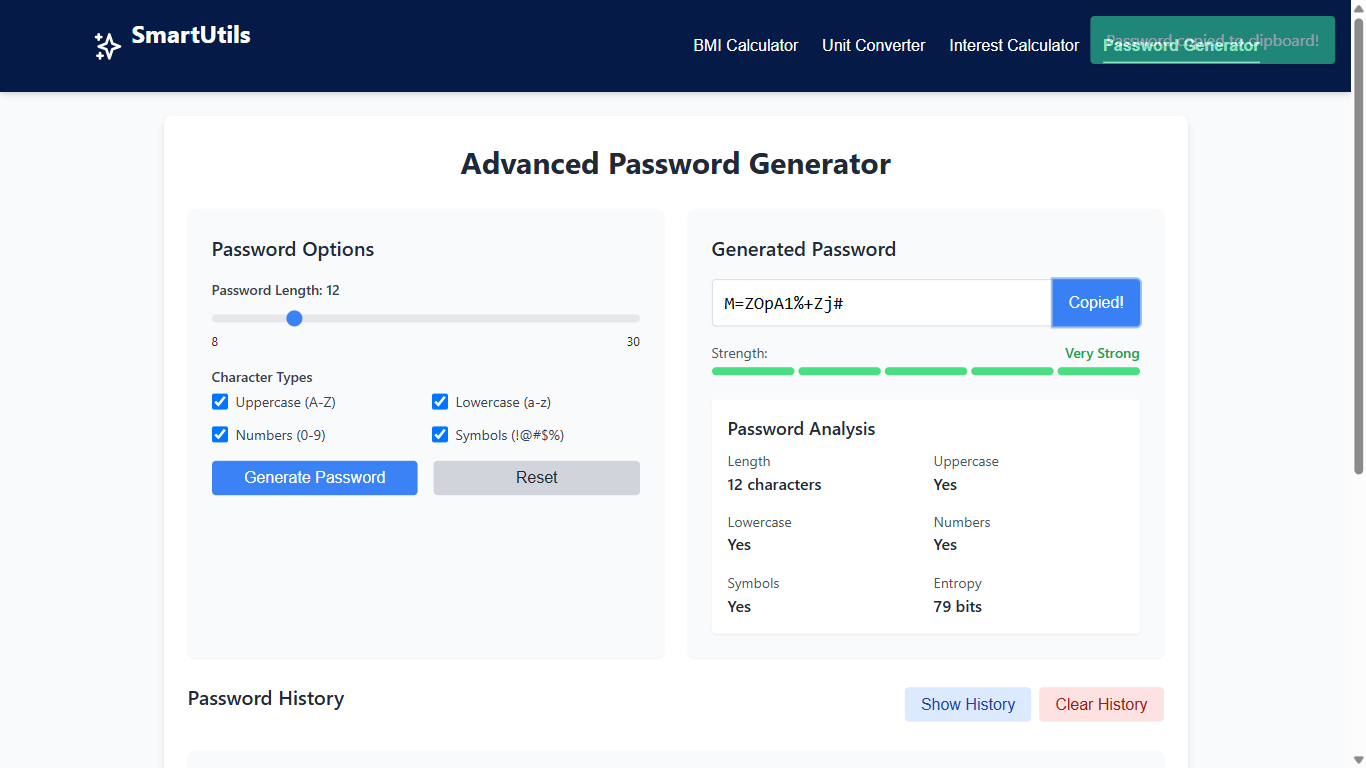 SmartUtils
BMI Calculator Unit Converter Interest Calculator Password Generator
Password copied to clipboard!
Advanced Password Generator
Password Options
Password Length: 12
8 30
Character Types
Uppercase (A-Z) Lowercase (a-z)
Numbers (0-9) Symbols (!@#$%)
Generate Password Reset
Generated Password
M=ZOpA1%+Zj# Copied!
Strength: Very Strong
Password Analysis
Length Uppercase
12 characters Yes
Lowercase Numbers
Yes Yes
Symbols Entropy
Yes 79 bits
Password History Show History Clear History